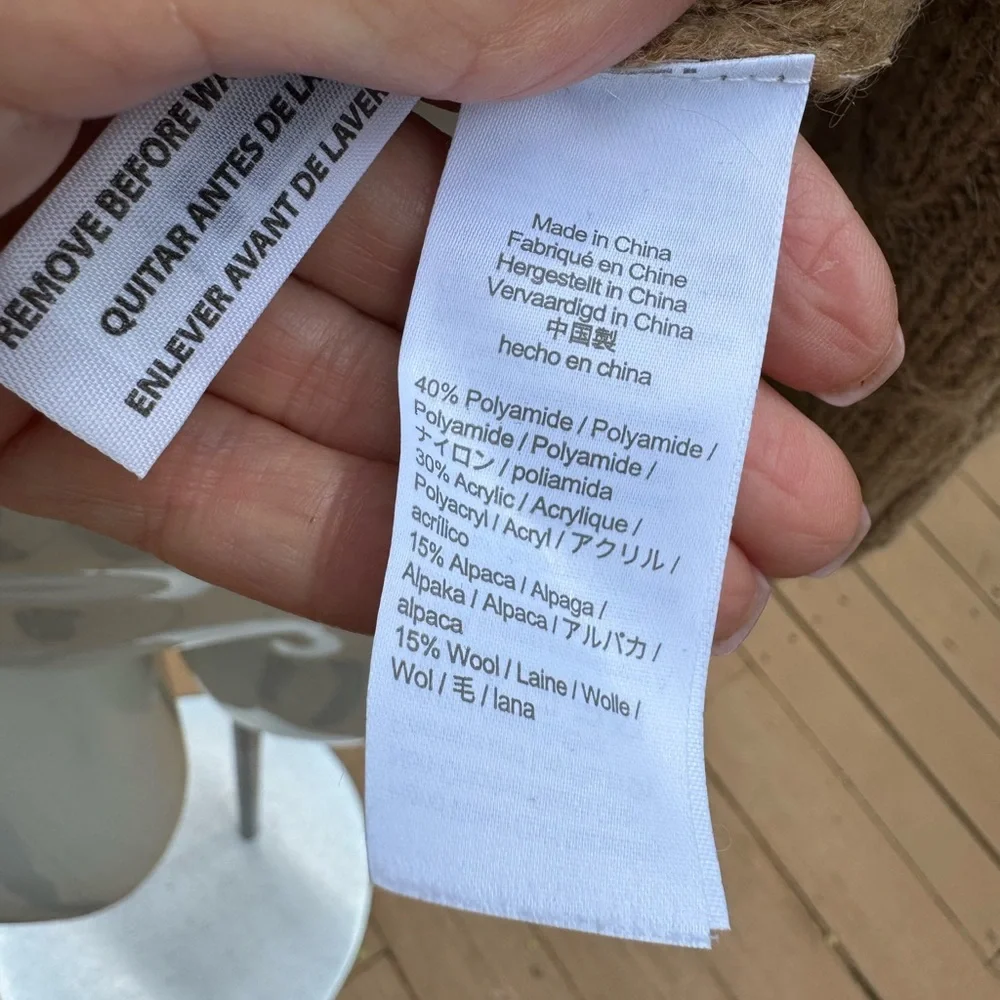 REMOVE BEFORE
QUITAR ANTES DE
ENLEVER AVANT DE LAVER
Made in China
Fabriqué en Chine
Hergestellt in China
Vervaardigd in China
中国製
hecho en china
40% Polyamide / Polyamide /
Polyamide / Polyamide /
ナイロン / poliamida
30% Acrylic / Acrylique /
Polyacryl / Acryl / アクリル /
acrílico
15% Alpaca / Alpaga /
Alpaka / Alpaca / アルパカ /
alpaca
15% Wool / Laine / Wolle /
Wol / 毛 / lana